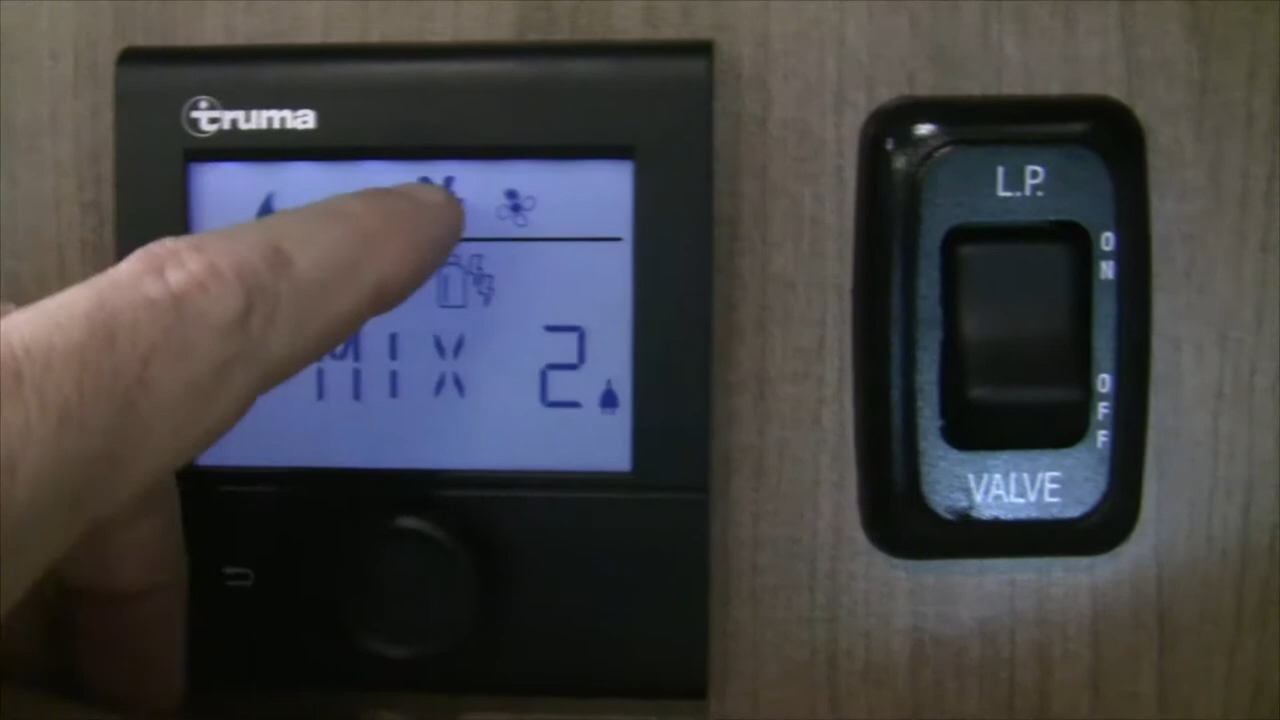 truma
MIX 2
L.P.
ON
OFF
VALVE